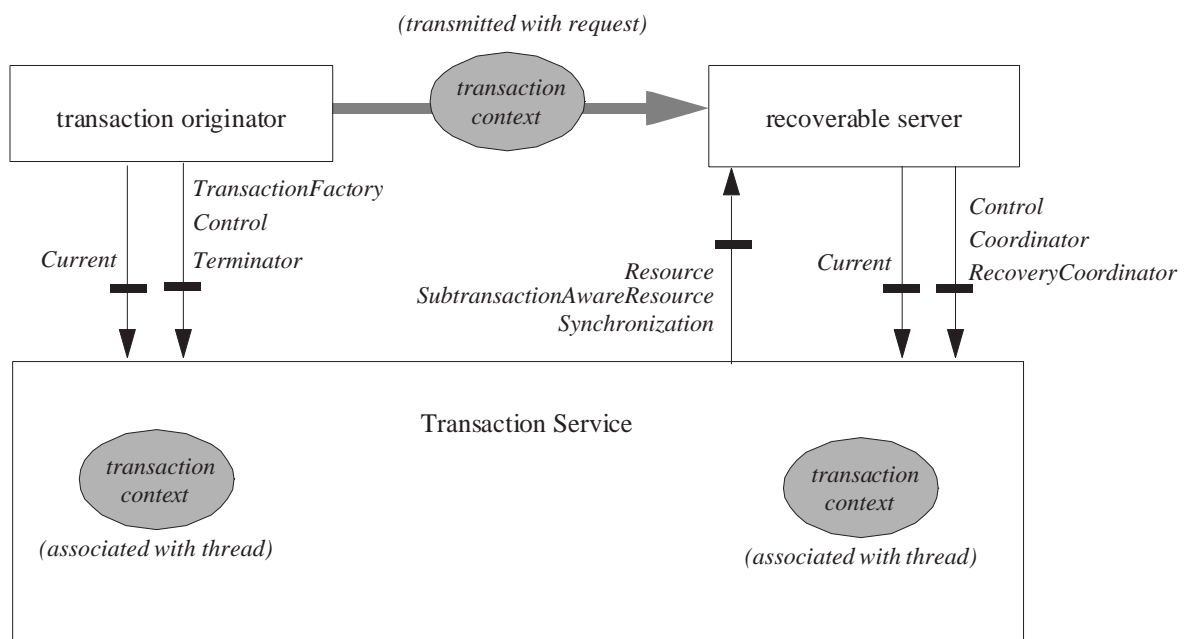 (transmitted with request)
transaction originator
transaction
context
recoverable server
TransactionFactory
Control
Terminator
Current
Resource
SubtransactionAwareResource
Synchronization
Current
Control
Coordinator
RecoveryCoordinator
Transaction Service
transaction
context
(associated with thread)
transaction
context
(associated with thread)